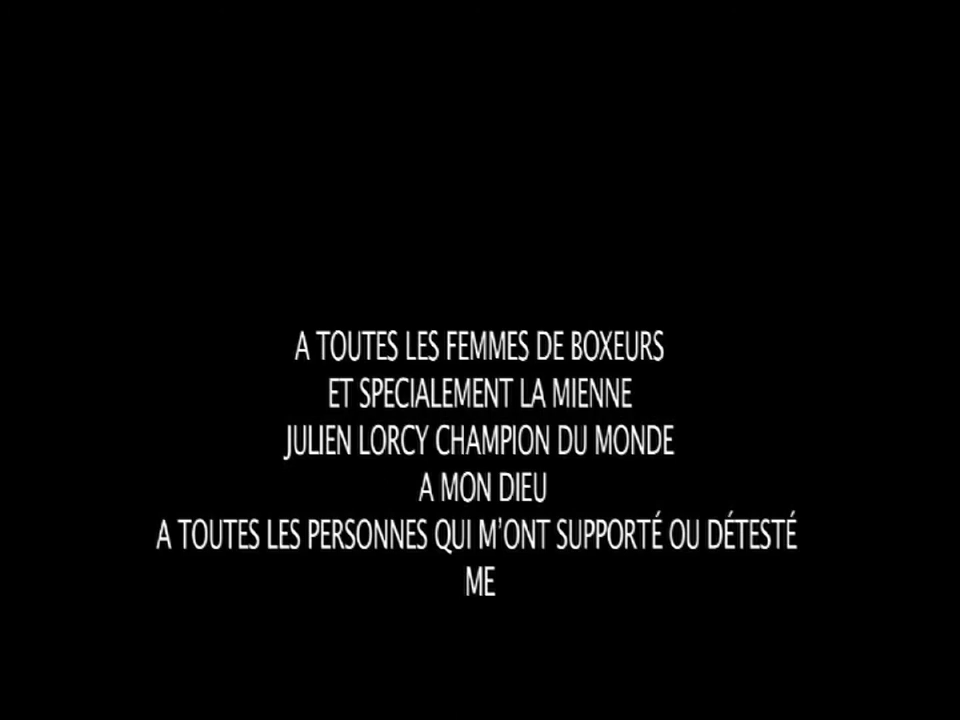 A TOUTES LES FEMMES DE BOXEURS
ET SPECIALEMENT LA MIENNE
JULIEN LORCY CHAMPION DU MONDE
A MON DIEU
A TOUTES LES PERSONNES QUI M'ONT SUPPORTÉ OU DÉTESTÉ
ME